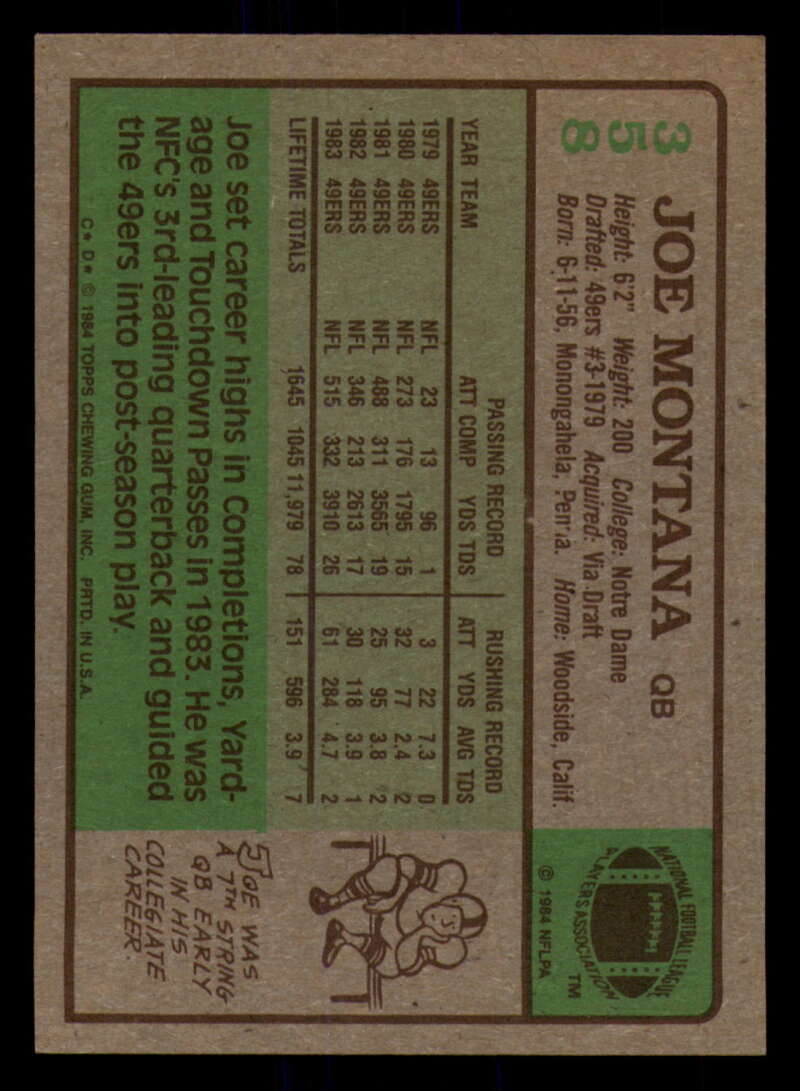 358
JOE MONTANA QB
Height: 6'2" Weight: 200 College: Notre Dame
Drafted: 49ers #3-1979 Acquired: Via Draft
Born: 6-11-56, Monongahela, Penna. Home: Woodside, Calif.
NATIONAL FOOTBALL LEAGUE
PLAYERS ASSOCIATION
TM
© 1984 NFLPA
PASSING RECORD RUSHING RECORD
YEAR TEAM ATT COMP YDS TDS ATT YDS AVG TDS
1979 49ERS NFL 23 13 96 1 3 22 7.3 0
1980 49ERS NFL 273 176 1795 15 32 77 2.4 2
1981 49ERS NFL 488 311 3565 19 25 95 3.8 2
1982 49ERS NFL 346 213 2613 17 30 118 3.9 1
1983 49ERS NFL 515 332 3910 26 61 284 4.7 2
LIFETIME TOTALS 1645 1045 11,979 78 151 596 3.9 7
Joe set career highs in Completions, Yard-
age and Touchdown Passes in 1983. He was
NFC's 3rd-leading quarterback and guided
the 49ers into post-season play.
C* D* © 1984 TOPPS CHEWING GUM, INC. PRTD. IN U.S.A.
JOE WAS
A 7TH STRING
QB EARLY
IN HIS
COLLEGIATE
CAREER.